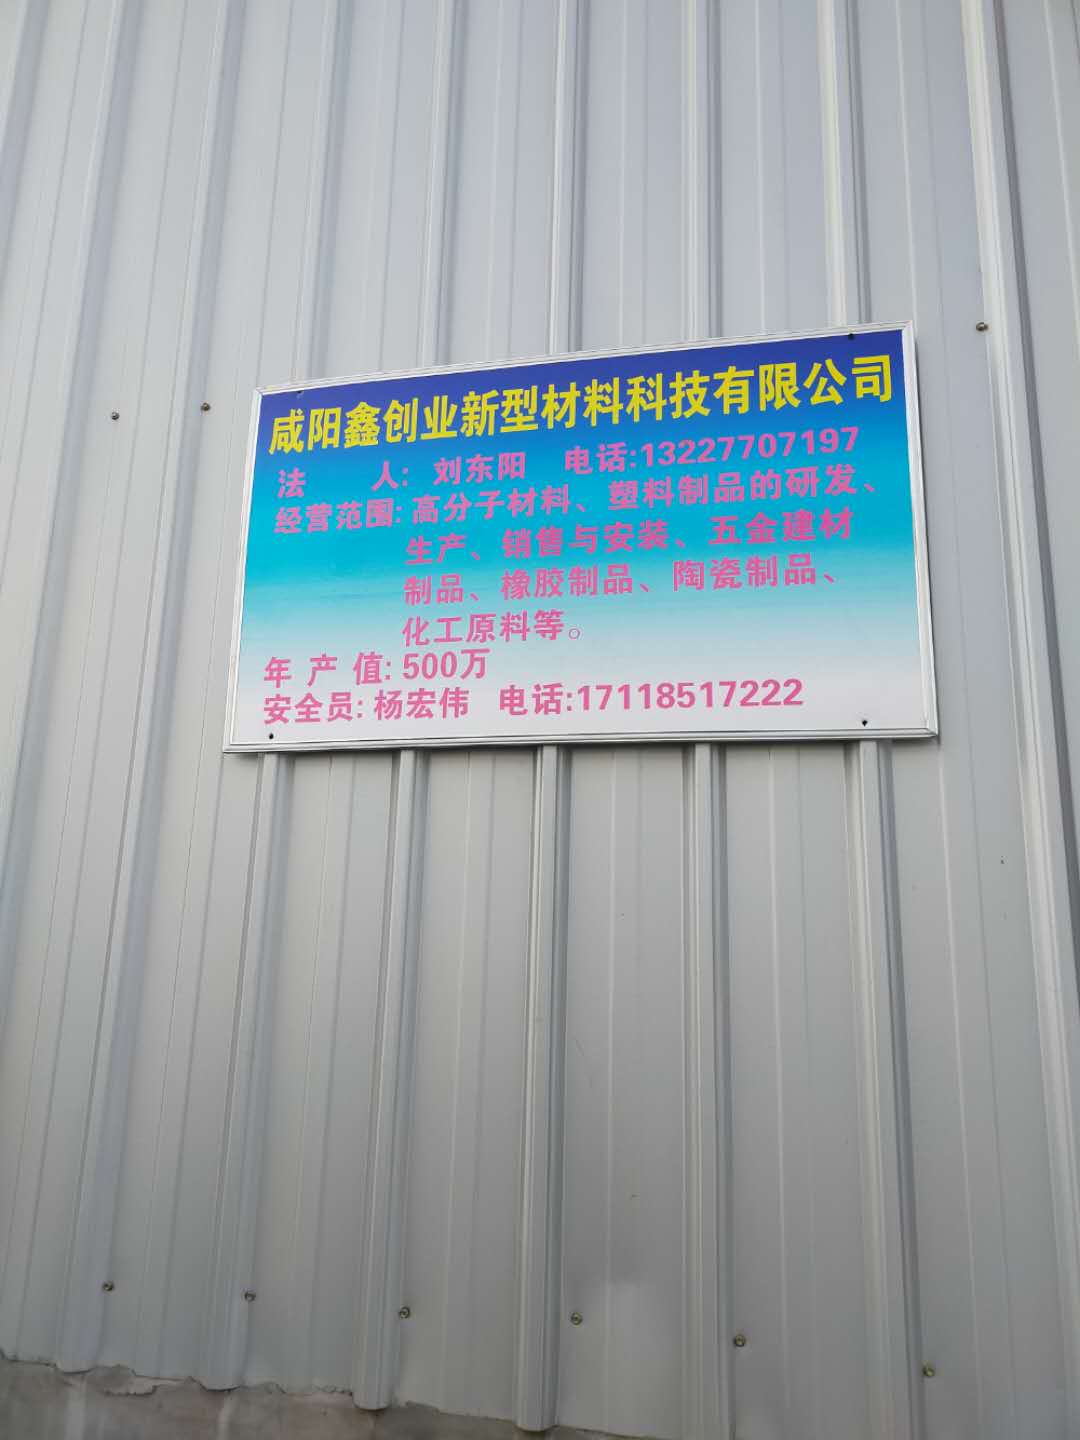 咸阳鑫创业新型材料科技有限公司
法 人: 刘东阳 电话:13227707197
经营范围: 高分子材料、塑料制品的研发、
生产、销售与安装、五金建材
制品、橡胶制品、陶瓷制品、
化工原料等。
年 产 值: 500万
安全员: 杨宏伟 电话:17118517222